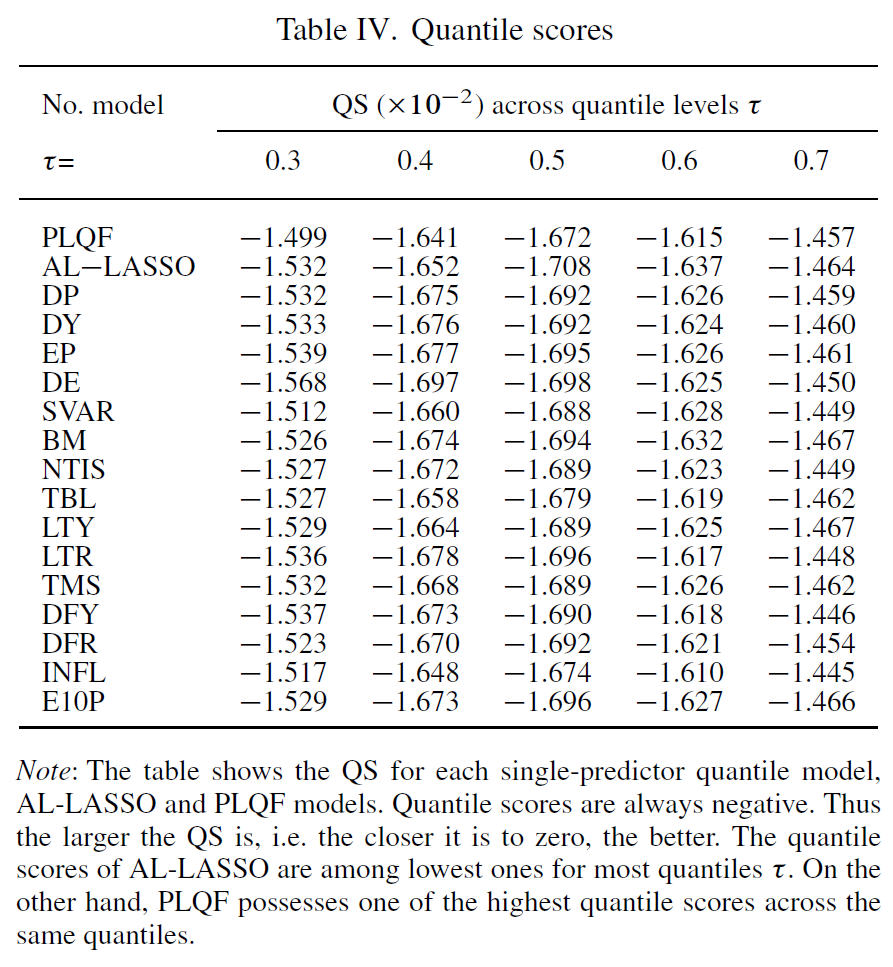 Table IV. Quantile scores
No. model QS (×10−2) across quantile levels τ
τ= 0.3 0.4 0.5 0.6 0.7
PLQF −1.499 −1.641 −1.672 −1.615 −1.457
AL−LASSO −1.532 −1.652 −1.708 −1.637 −1.464
DP −1.532 −1.675 −1.692 −1.626 −1.459
DY −1.533 −1.676 −1.692 −1.624 −1.460
EP −1.539 −1.677 −1.695 −1.626 −1.461
DE −1.568 −1.697 −1.698 −1.625 −1.450
SVAR −1.512 −1.660 −1.688 −1.628 −1.449
BM −1.526 −1.674 −1.694 −1.632 −1.467
NTIS −1.527 −1.672 −1.689 −1.623 −1.449
TBL −1.527 −1.658 −1.679 −1.619 −1.462
LTY −1.529 −1.664 −1.689 −1.625 −1.467
LTR −1.536 −1.678 −1.696 −1.617 −1.448
TMS −1.532 −1.668 −1.689 −1.626 −1.462
DFY −1.537 −1.673 −1.690 −1.618 −1.446
DFR −1.523 −1.670 −1.692 −1.621 −1.454
INFL −1.517 −1.648 −1.674 −1.610 −1.445
E10P −1.529 −1.673 −1.696 −1.627 −1.466
Note: The table shows the QS for each single-predictor quantile model,
AL-LASSO and PLQF models. Quantile scores are always negative. Thus
the larger the QS is, i.e. the closer it is to zero, the better. The quantile
scores of AL-LASSO are among lowest ones for most quantiles τ. On the
other hand, PLQF possesses one of the highest quantile scores across the
same quantiles.